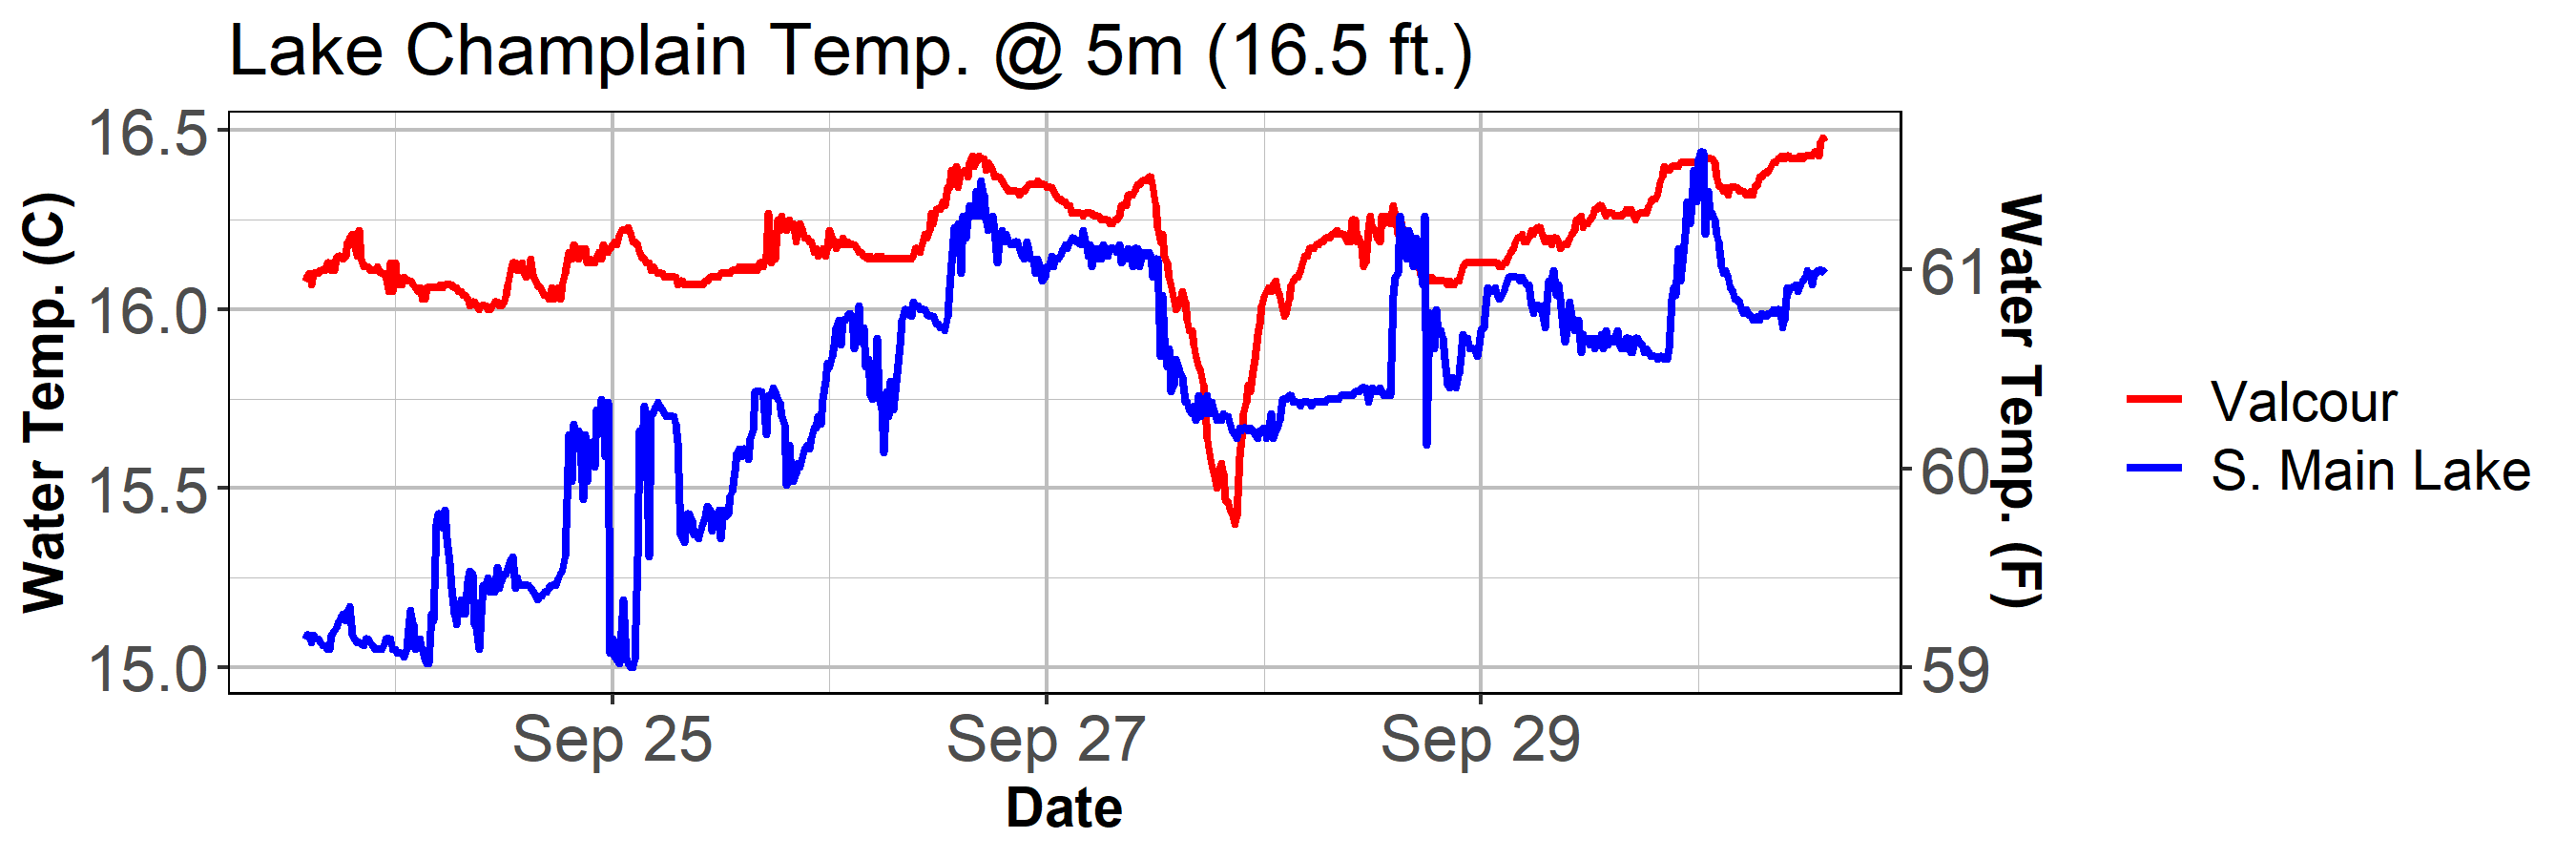 Lake Champlain Temp. @ 5m (16.5 ft.)
Water Temp. (C)
16.5
16.0
15.5
15.0
61
60
59
Water Temp. (F)
Sep 25
Sep 27
Sep 29
Date
Valcour
S. Main Lake